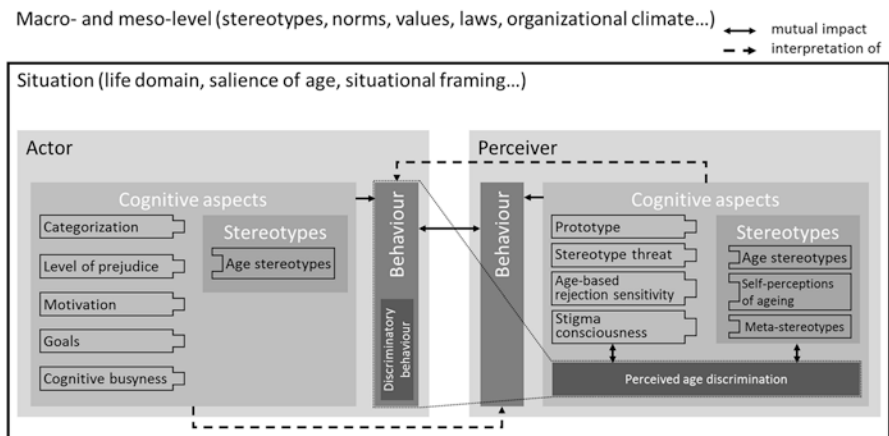 Macro- and meso-level (stereotypes, norms, values, laws, organizational climate...)
mutual impact
interpretation of
Situation (life domain, salience of age, situational framing...)
Actor
Cognitive aspects
Categorization
Level of prejudice
Motivation
Goals
Cognitive busyness
Stereotypes
Age stereotypes
Behaviour
Discriminatory
behaviour
Perceiver
Behaviour
Cognitive aspects
Prototype
Stereotype threat
Age-based
rejection sensitivity
Stigma
consciousness
Stereotypes
Age stereotypes
Self-perceptions
of ageing
Meta-stereotypes
Perceived age discrimination